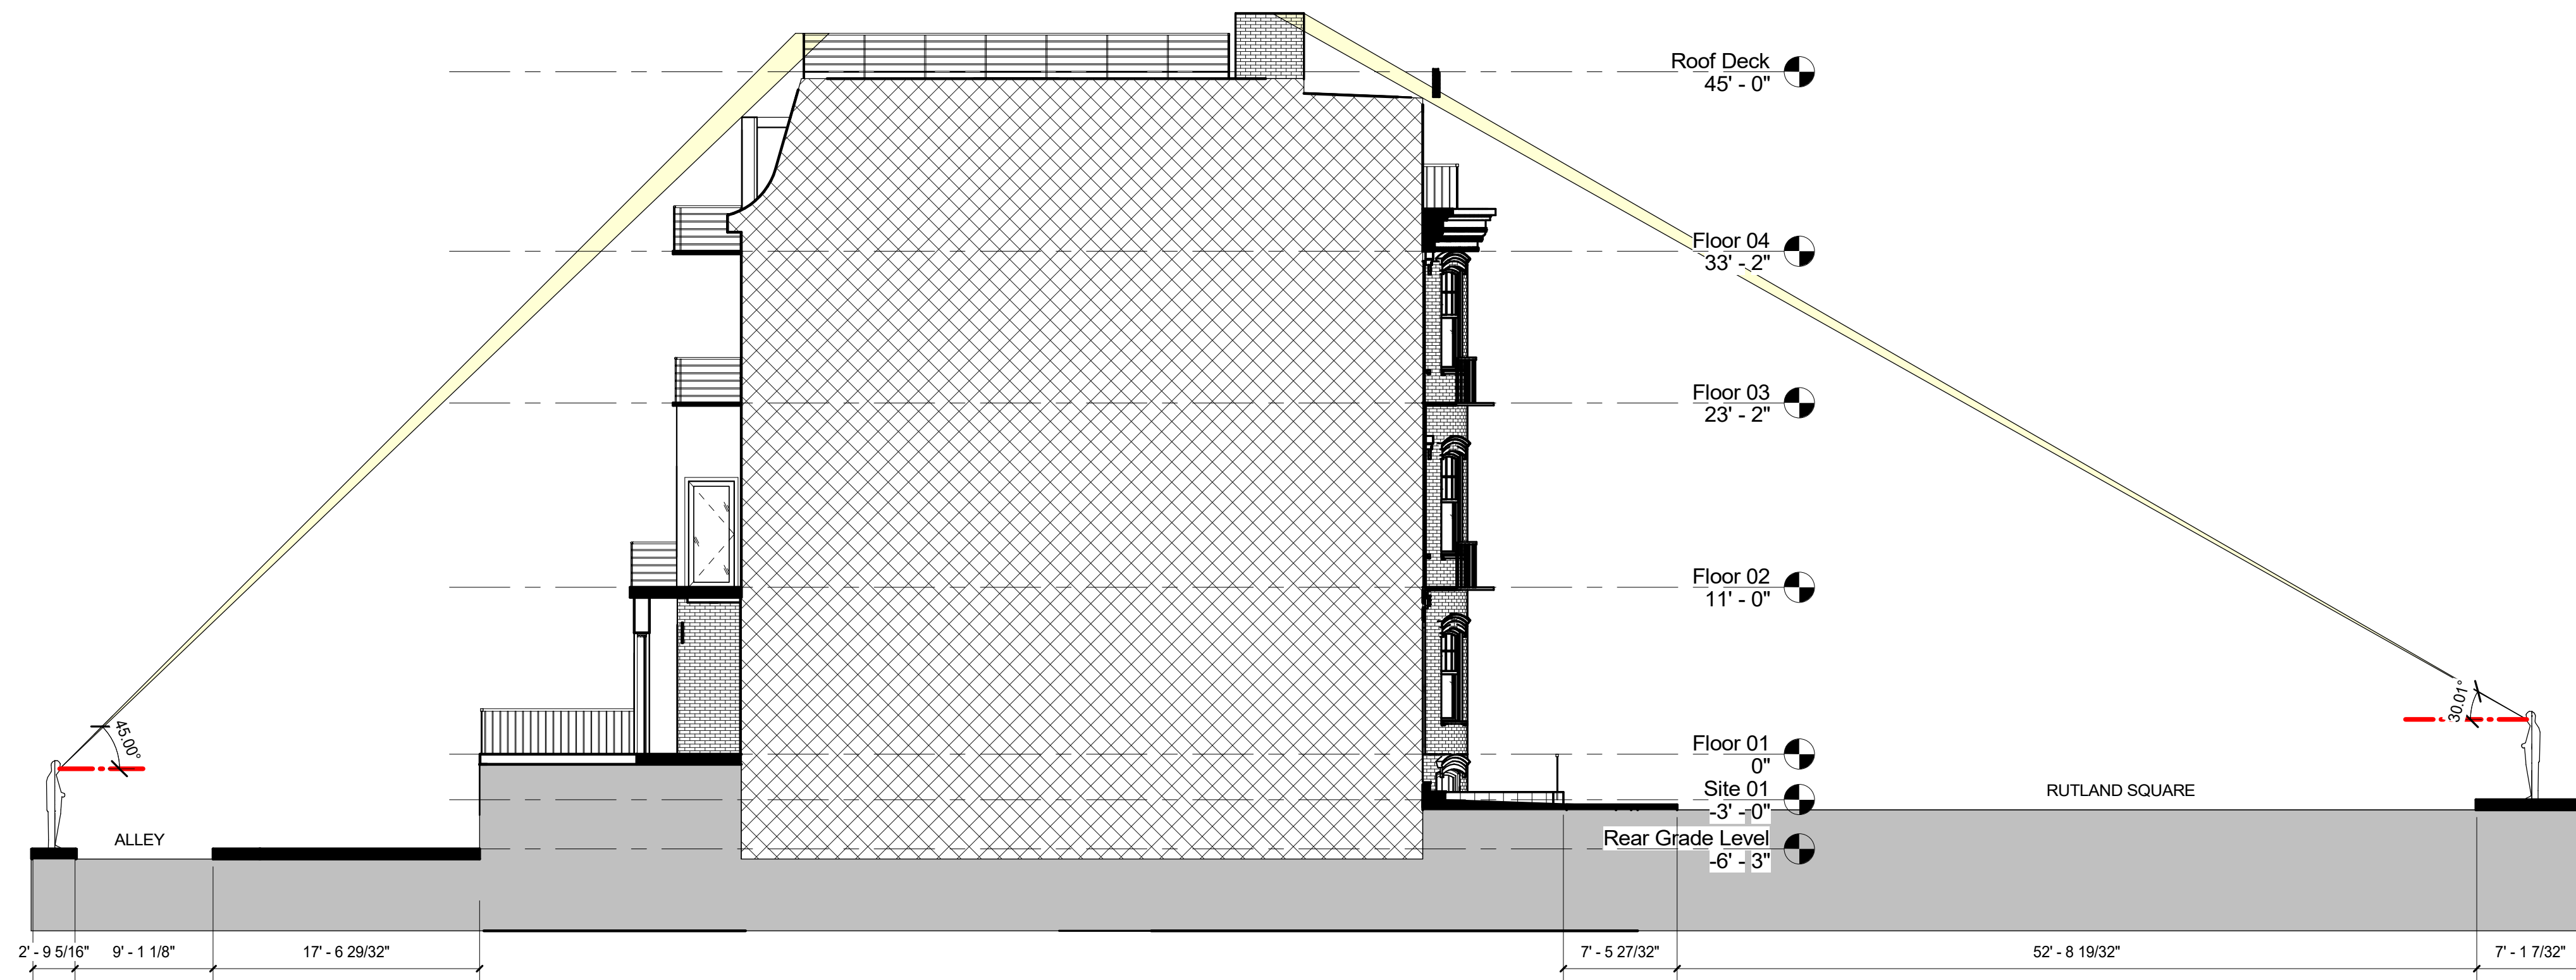 Roof Deck
45' - 0"
Floor 04
33' - 2"
Floor 03
23' - 2"
Floor 02
11' - 0"
45.00°
30.01°
Floor 01
0"
Site 01
-3' - 0"
RUTLAND SQUARE
ALLEY
Rear Grade Level
-6' - 3"
2' - 9 5/16"
9' - 1 1/8"
17' - 6 29/32"
7' - 5 27/32"
52' - 8 19/32"
7' - 1 7/32"